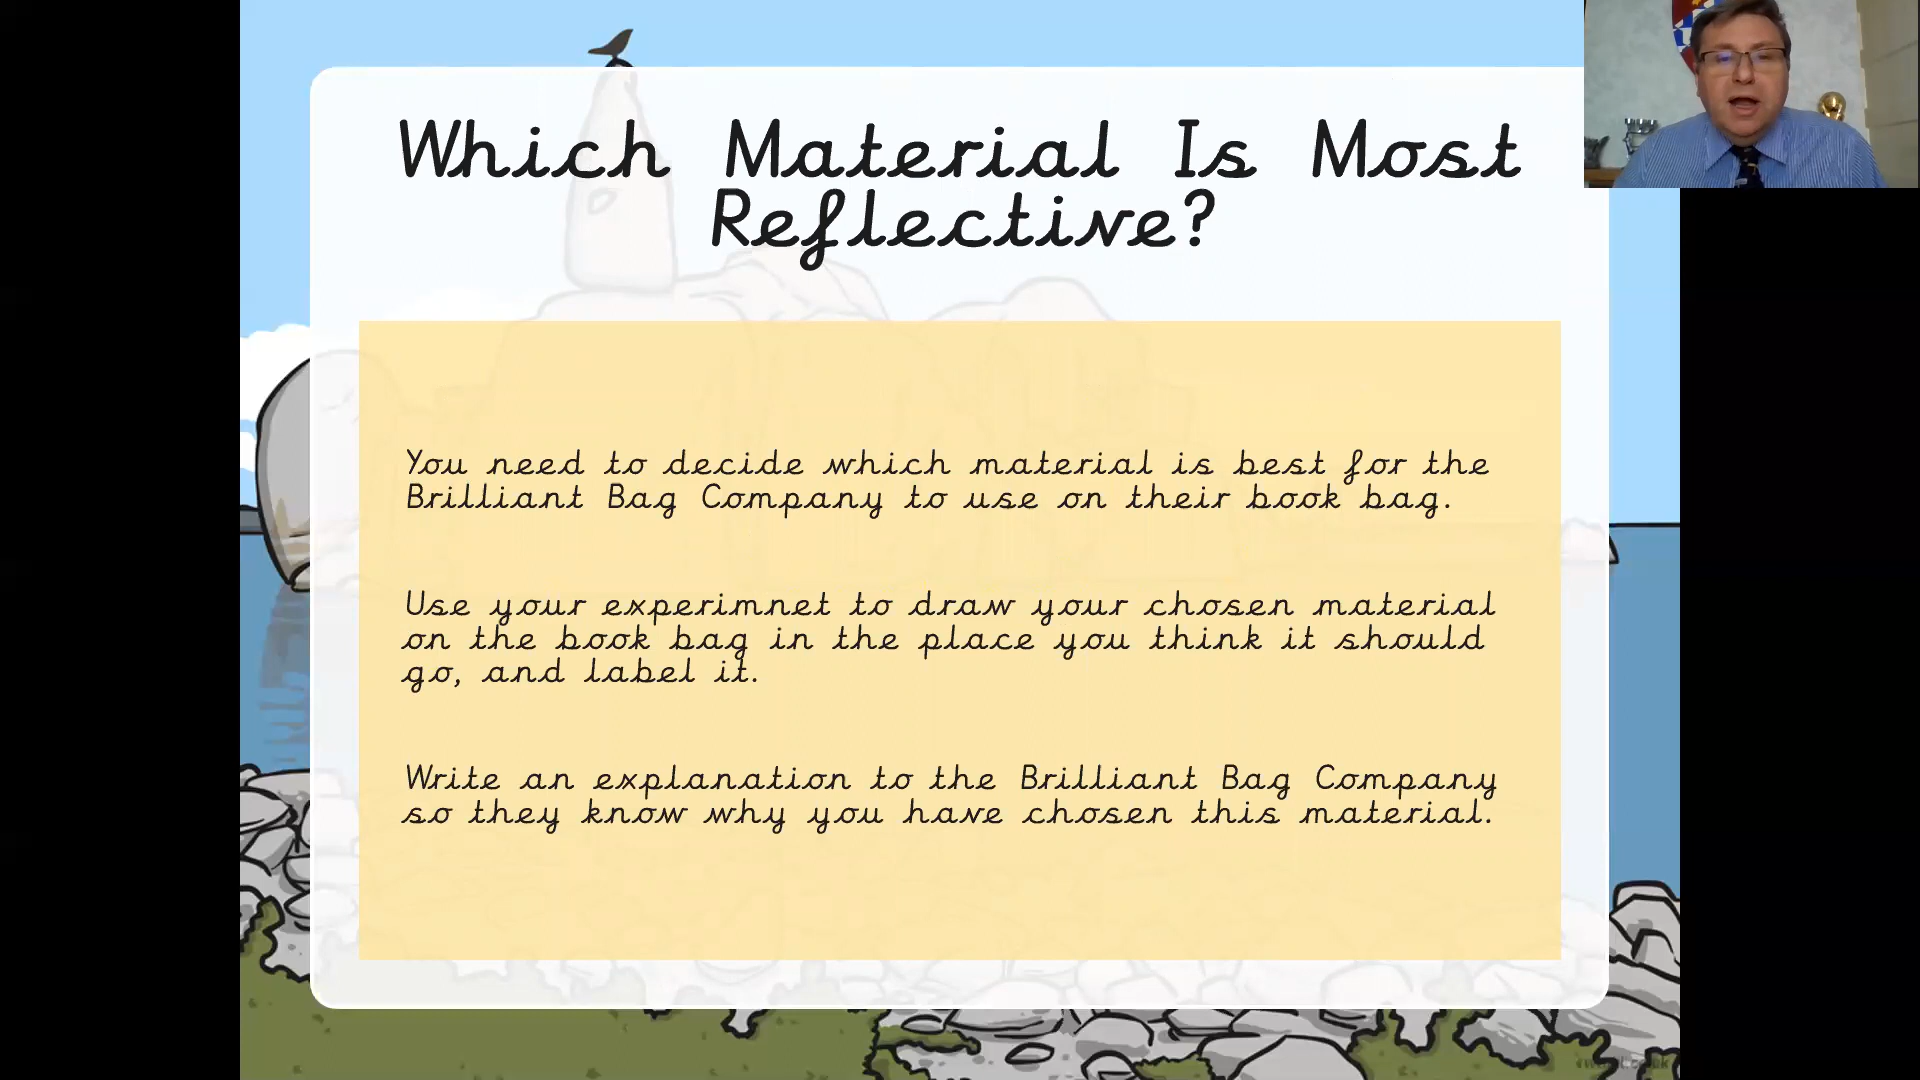 Which Material Is Most
Reflective?
You need to decide which material is best for the
Brilliant Bag Company to use on their book bag.
Use your experimnet to draw your chosen material
on the book bag in the place you think it should
go, and label it.
Write an explanation to the Brilliant Bag Company
so they know why you have chosen this material.